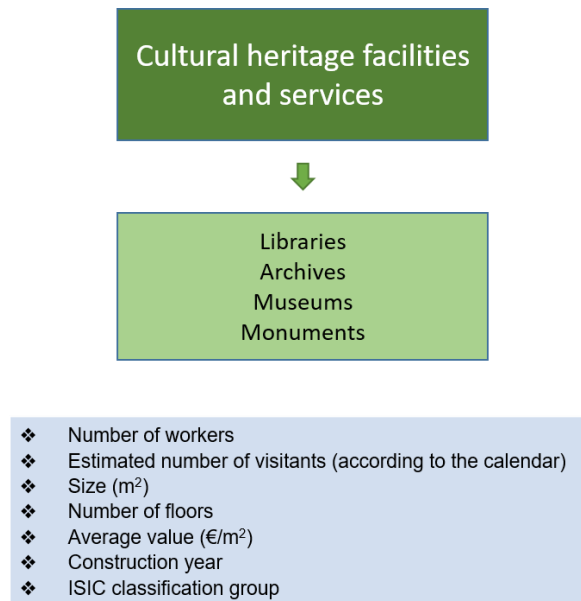 Cultural heritage facilities
and services
Libraries
Archives
Museums
Monuments
❖ Number of workers
❖ Estimated number of visitants (according to the calendar)
❖ Size (m²)
❖ Number of floors
❖ Average value (€/m²)
❖ Construction year
❖ ISIC classification group